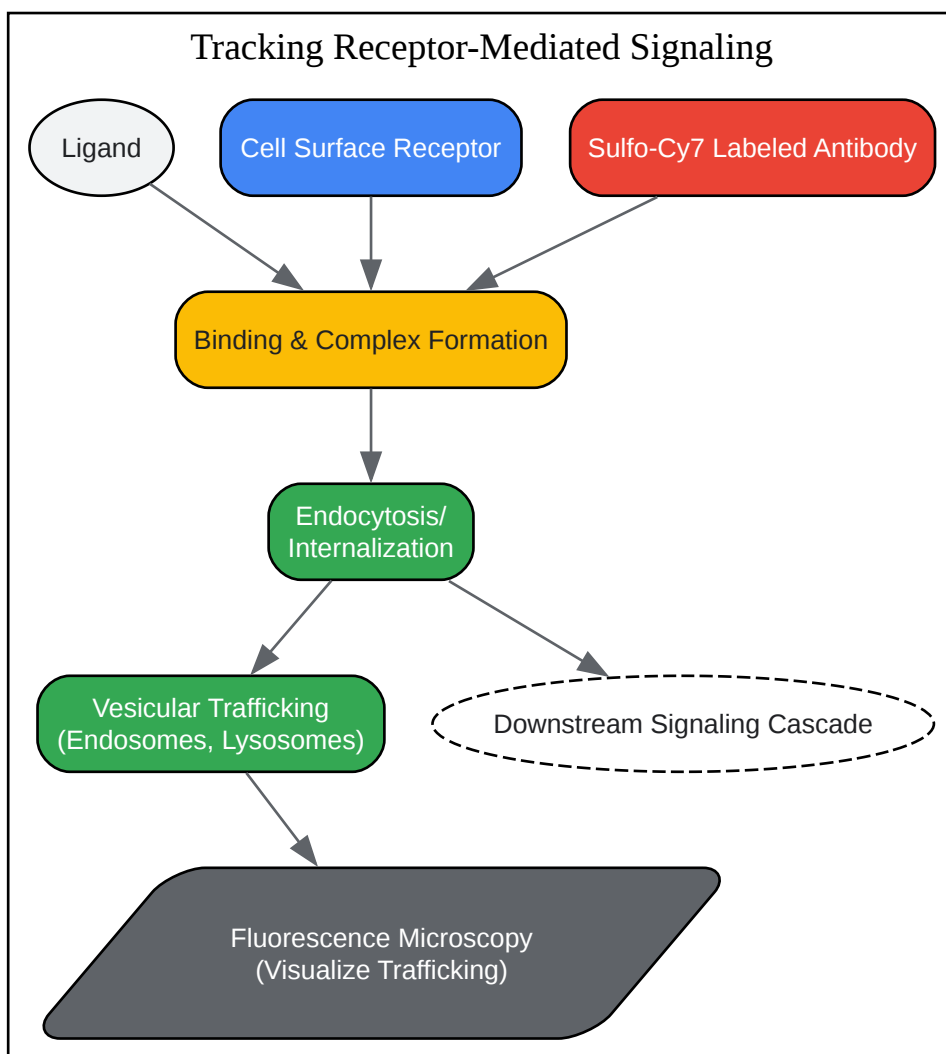 Tracking Receptor-Mediated Signaling
Ligand
Cell Surface Receptor
Sulfo-Cy7 Labeled Antibody
Binding & Complex Formation
Endocytosis/
Internalization
Vesicular Trafficking
(Endosomes, Lysosomes)
Downstream Signaling Cascade
Fluorescence Microscopy
(Visualize Trafficking)